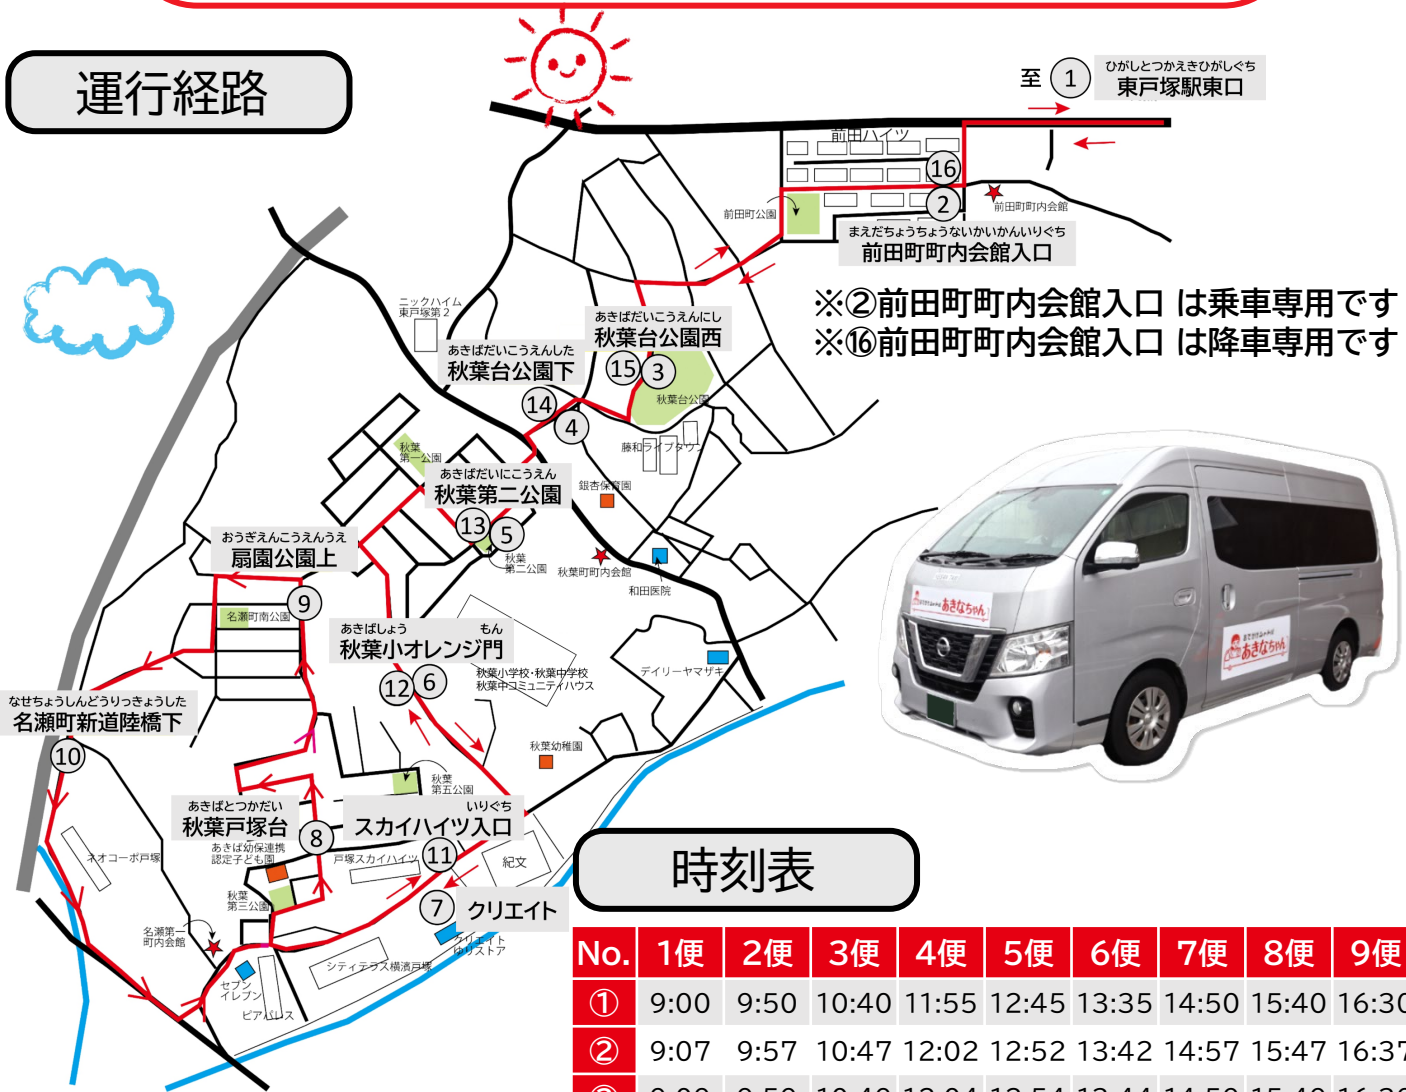 運行経路
至 ①
ひがしとつかえきひがしぐち
東戸塚駅東口
前田ハイツ
⑯
②
前田町公園
前田町町内会館
まえだちょうちょうないかいかんいりぐち
前田町町内会館入口
※②前田町町内会館入口 は乗車専用です
※⑯前田町町内会館入口 は降車専用です
ニックハイム
東戸塚第2
あきばだいこうえんにし
秋葉台公園西
⑮ ③
秋葉台公園
あきばだいこうえんした
秋葉台公園下
⑭
④
藤和ライブタウン
秋葉
第一公園
あきばだいにこうえん
秋葉第二公園
⑬ ⑤
銀杏保育園
秋葉
第二公園
秋葉町町内会館
和田医院
おうぎえんこうえんうえ
扇園公園上
⑨
名瀬町南公園
あきばしょう もん
秋葉小オレンジ門
⑫ ⑥
秋葉小学校・秋葉中学校
秋葉中コミュニティハウス
デイリーヤマザキ
なせちょうしんどうりっきょうした
名瀬町新道陸橋下
⑩
秋葉幼稚園
秋葉
第五公園
あきばとつかだい
秋葉戸塚台
⑧
いりぐち
スカイハイツ入口
⑪
あきば幼保連携
認定子ども園
戸塚スカイハイツ
紀文
ネオコーポ戸塚
秋葉
第三公園
⑦ クリエイト
クリエイト
ゆりストア
名瀬第一
町内会館
シティテラス横濱戸塚
セブン
イレブン
ピアパレス
あきなちゃん
あきなちゃん
時刻表
No. 1便 2便 3便 4便 5便 6便 7便 8便 9便
① 9:00 9:50 10:40 11:55 12:45 13:35 14:50 15:40 16:30
② 9:07 9:57 10:47 12:02 12:52 13:42 14:57 15:47 16:37